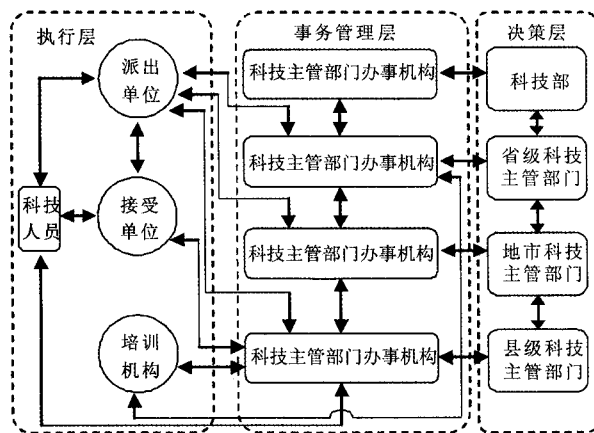 执行层
事务管理层
决策层
派出
单位
科技主管部门办事机构
科技部
科技主管部门办事机构
省级科技
主管部门
科技
人员
接受
单位
科技主管部门办事机构
地市科技
主管部门
培训
机构
科技主管部门办事机构
县级科技
主管部门